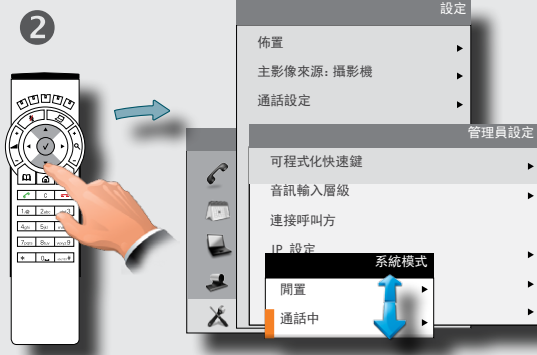 2
設定
佈置
主影像來源: 攝影機
通話設定
管理員設定
可程式化快速鍵
音訊輸入層級
連接呼叫方
IP 設定
系統模式
閒置
通話中